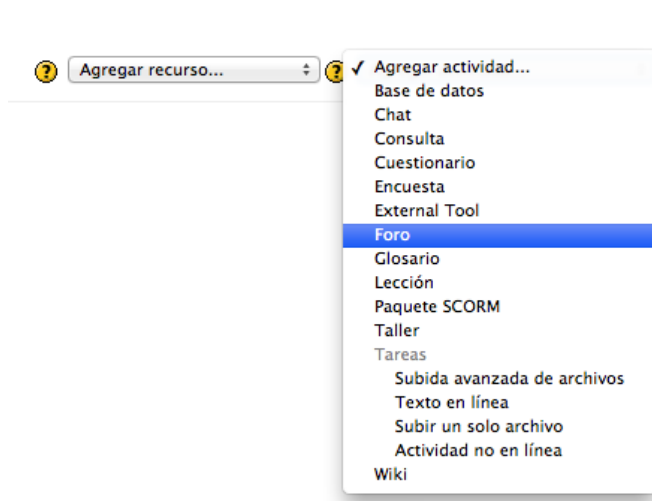 Agregar recurso...
Agregar actividad...
Base de datos
Chat
Consulta
Cuestionario
Encuesta
External Tool
Foro
Glosario
Lección
Paquete SCORM
Taller
Tareas
Subida avanzada de archivos
Texto en línea
Subir un solo archivo
Actividad no en línea
Wiki